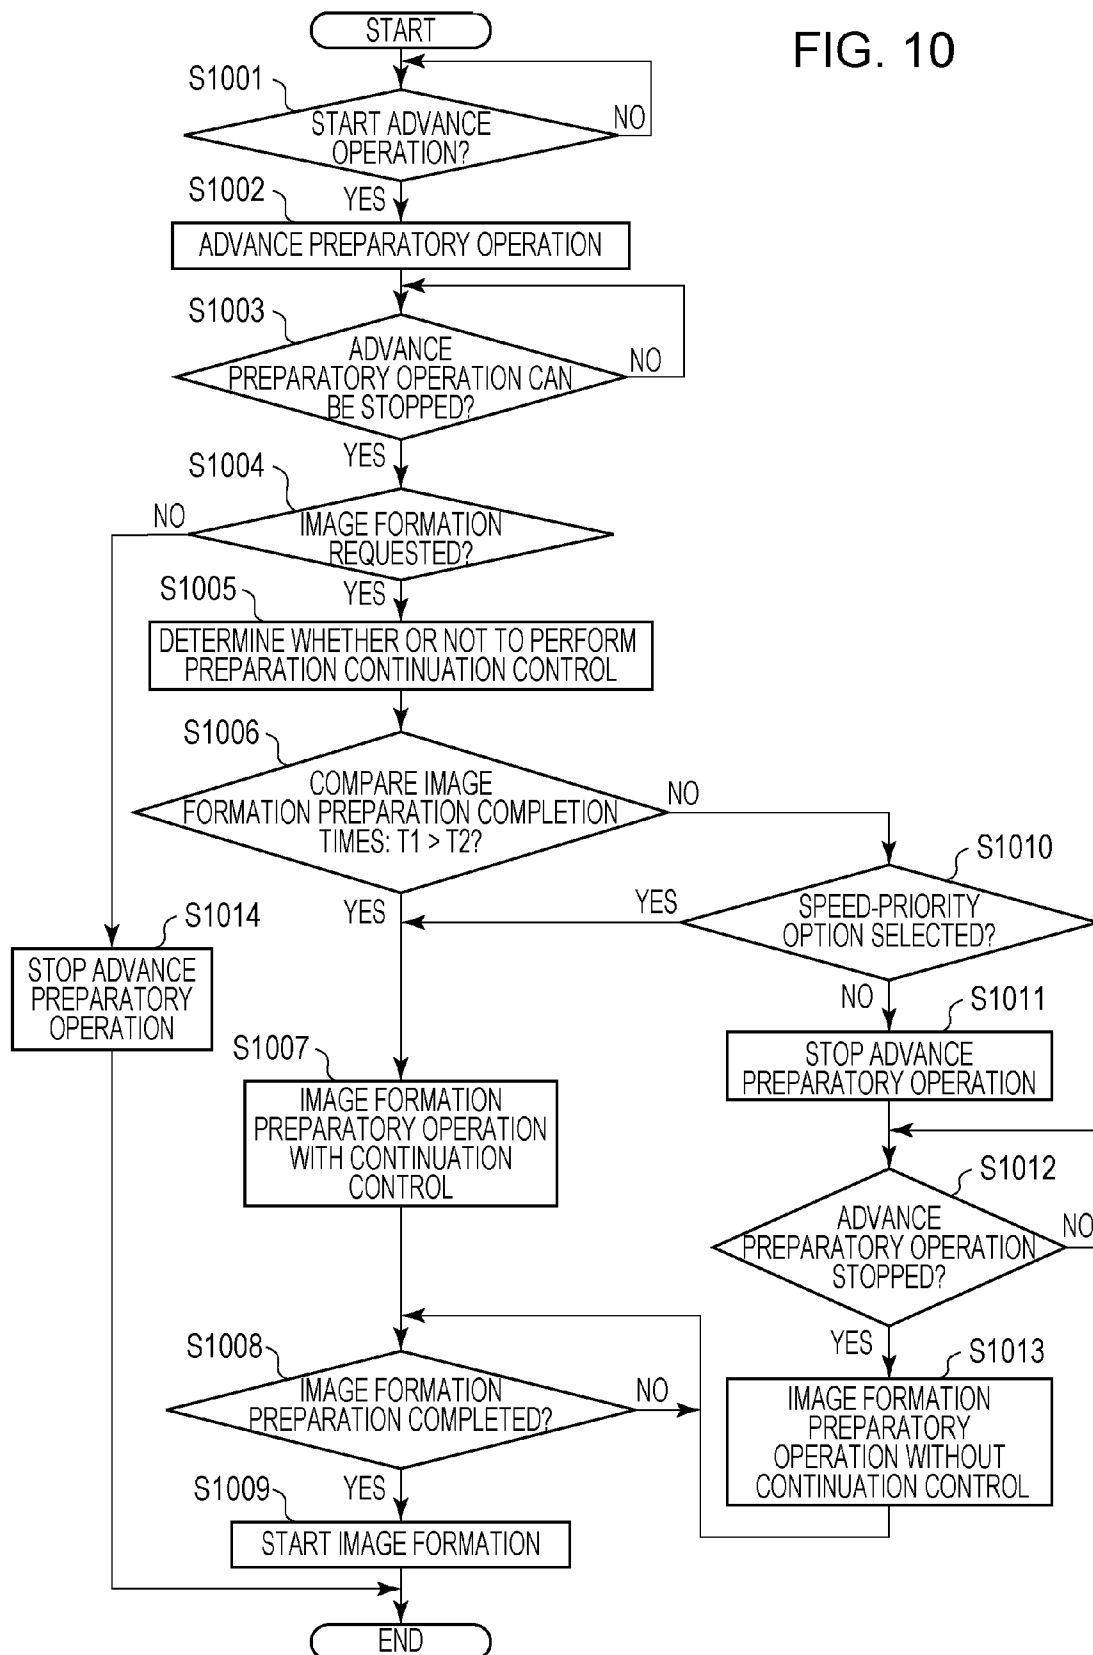 START
FIG. 10
S1001
START ADVANCE
OPERATION?
NO
YES
S1002
ADVANCE PREPARATORY OPERATION
S1003
ADVANCE
PREPARATORY OPERATION CAN
BE STOPPED?
NO
YES
S1004
NO
IMAGE FORMATION
REQUESTED?
YES
S1005
DETERMINE WHETHER OR NOT TO PERFORM
PREPARATION CONTINUATION CONTROL
S1006
COMPARE IMAGE
FORMATION PREPARATION COMPLETION
TIMES: T1 > T2?
NO
YES
S1010
SPEED-PRIORITY
OPTION SELECTED?
YES
NO
S1014
STOP ADVANCE
PREPARATORY
OPERATION
S1011
STOP ADVANCE
PREPARATORY OPERATION
S1007
IMAGE FORMATION
PREPARATORY OPERATION
WITH CONTINUATION
CONTROL
S1012
ADVANCE
PREPARATORY OPERATION
STOPPED?
NO
YES
S1008
IMAGE FORMATION
PREPARATION COMPLETED?
NO
YES
S1013
IMAGE FORMATION
PREPARATORY
OPERATION WITHOUT
CONTINUATION CONTROL
S1009
START IMAGE FORMATION
END